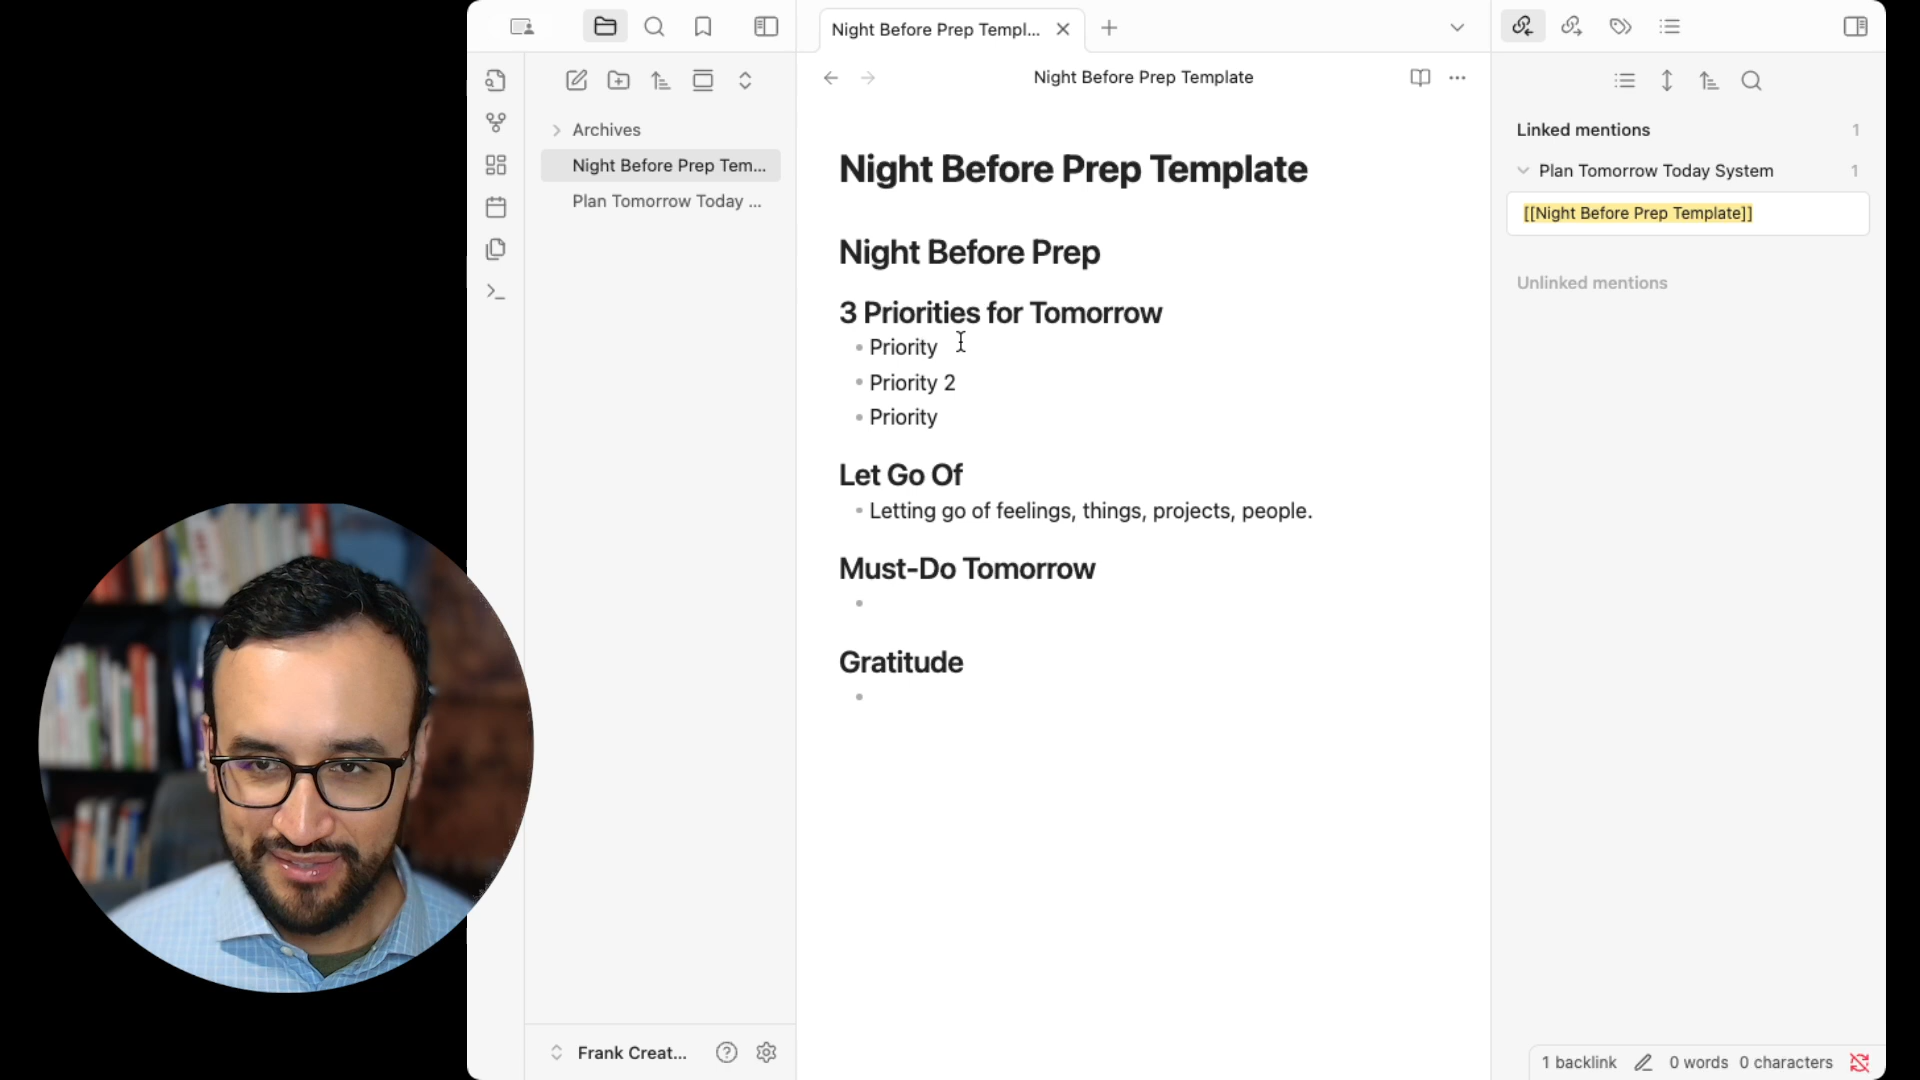 Night Before Prep Templ...
Night Before Prep Template
Archives
Night Before Prep Tem...
Plan Tomorrow Today ...
Night Before Prep Template
Night Before Prep
3 Priorities for Tomorrow
Priority
Priority 2
Priority
Let Go Of
Letting go of feelings, things, projects, people.
Must-Do Tomorrow
Gratitude
Linked mentions 1
Plan Tomorrow Today System 1
[[Night Before Prep Template]]
Unlinked mentions
Frank Creat...
1 backlink 0 words 0 characters